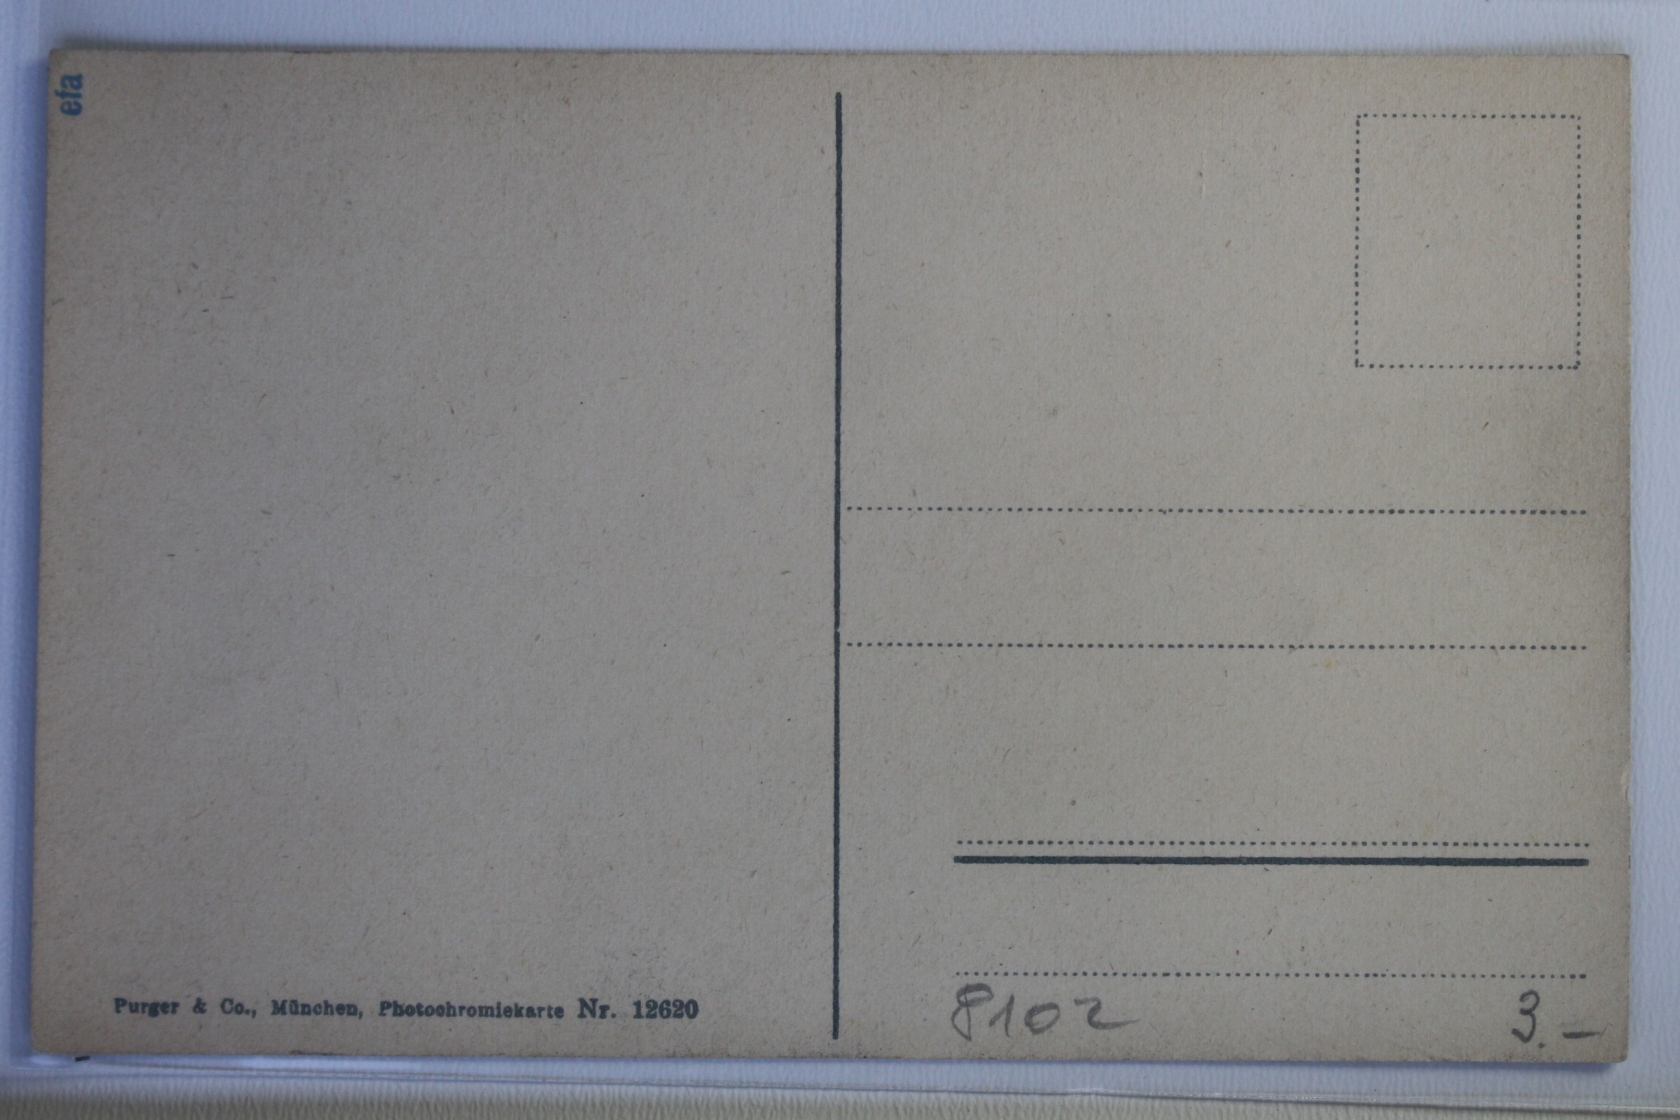 efa
Purger & Co., München, Photochromiekarte Nr. 12620
8102
3.–